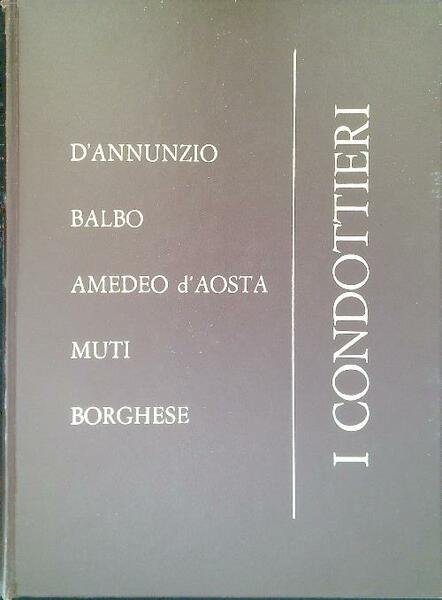 D'ANNUNZIO
BALBO
AMEDEO d'AOSTA
MUTI
BORGHESE
I CONDOTTIERI